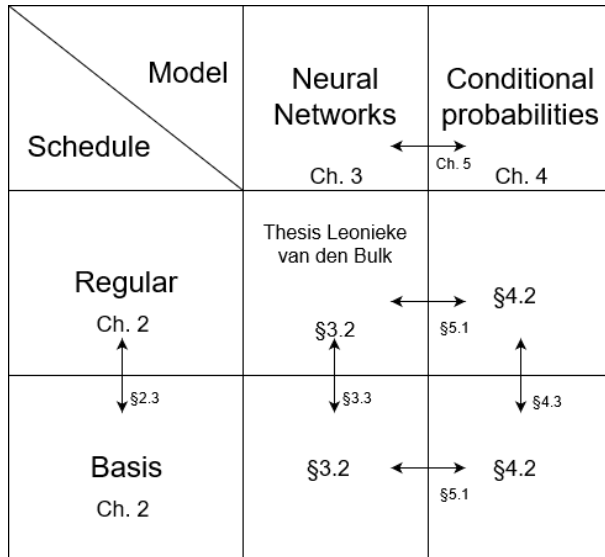 Model
Schedule
Neural
Networks
Ch. 3
Conditional
probabilities
Ch. 5
Ch. 4
Regular
Ch. 2
Thesis Leonieke
van den Bulk
§3.2
§5.1
§4.2
§2.3
§3.3
§4.3
Basis
Ch. 2
§3.2
§5.1
§4.2